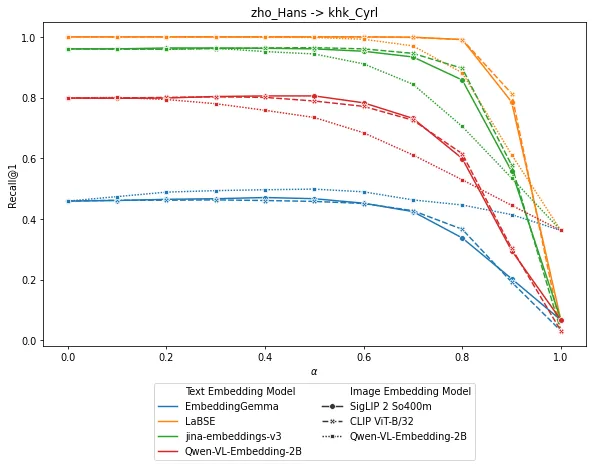 zho_Hans -> khk_Cyrl
1.0
0.8
0.6
0.4
0.2
0.0
Recall@1
0.0 0.2 0.4 0.6 0.8 1.0
α
Text Embedding Model Image Embedding Model
EmbeddingGemma SigLIP 2 So400m
LaBSE CLIP ViT-B/32
jina-embeddings-v3 Qwen-VL-Embedding-2B
Qwen-VL-Embedding-2B